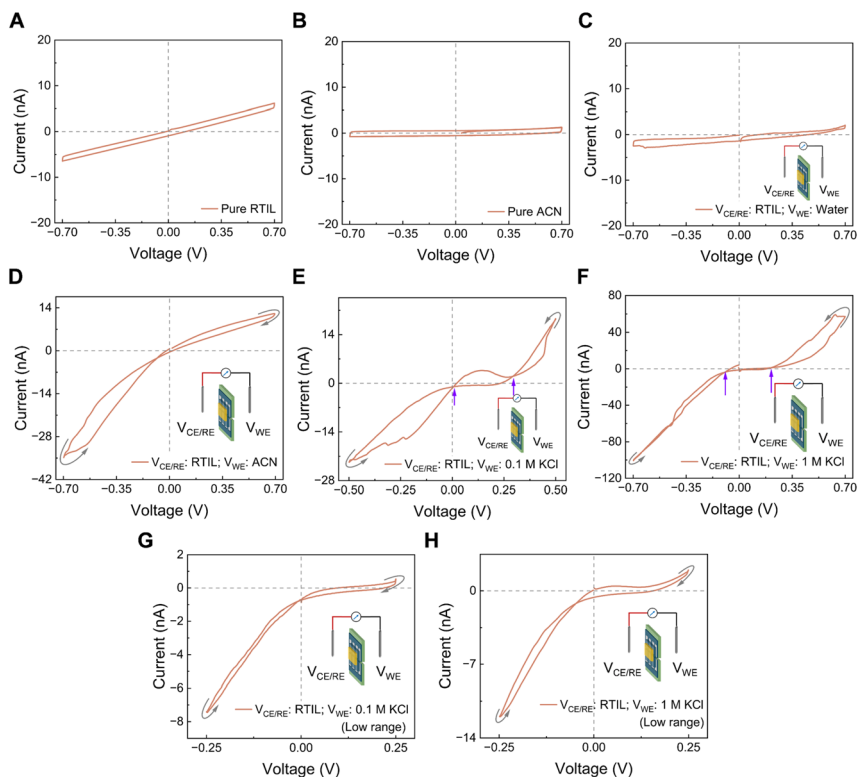 A
Current (nA)
20
10
0
−10
−20
−0.70
−0.35
0.00
0.35
0.70
Voltage (V)
Pure RTIL
B
Current (nA)
20
10
0
−10
−20
−0.70
−0.35
0.00
0.35
0.70
Voltage (V)
Pure ACN
C
Current (nA)
20
10
0
−10
−20
−0.70
−0.35
0.00
0.35
0.70
Voltage (V)
VCE/RE
VWE
VCE/RE: RTIL; VWE: Water
D
Current (nA)
14
0
−14
−28
−42
−0.70
−0.35
0.00
0.35
0.70
Voltage (V)
VCE/RE
VWE
VCE/RE: RTIL; VWE: ACN
E
Current (nA)
28
14
0
−14
−28
−0.50
−0.25
0.00
0.25
0.50
Voltage (V)
VCE/RE
VWE
VCE/RE: RTIL; VWE: 0.1 M KCl
F
Current (nA)
80
40
0
−40
−80
−120
−0.70
−0.35
0.00
0.35
0.70
Voltage (V)
VCE/RE
VWE
VCE/RE: RTIL; VWE: 1 M KCl
G
Current (nA)
2
0
−2
−4
−6
−8
−0.25
0.00
0.25
Voltage (V)
VCE/RE
VWE
VCE/RE: RTIL; VWE: 0.1 M KCl
(Low range)
H
Current (nA)
0
−7
−14
−0.25
0.00
0.25
Voltage (V)
VCE/RE
VWE
VCE/RE: RTIL; VWE: 1 M KCl
(Low range)